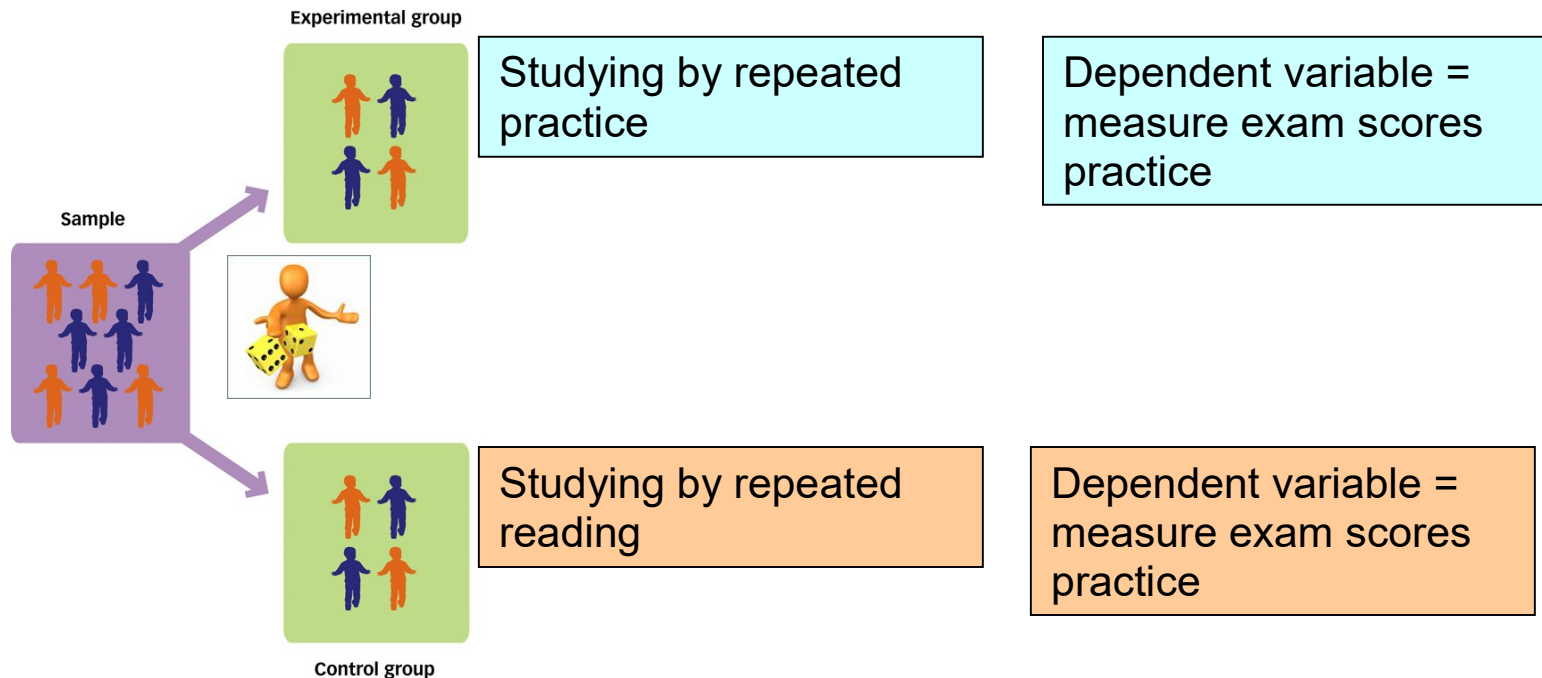 Experimental group
Studying by repeated
practice
Dependent variable =
measure exam scores
practice
Sample
Studying by repeated
reading
Dependent variable =
measure exam scores
practice
Control group